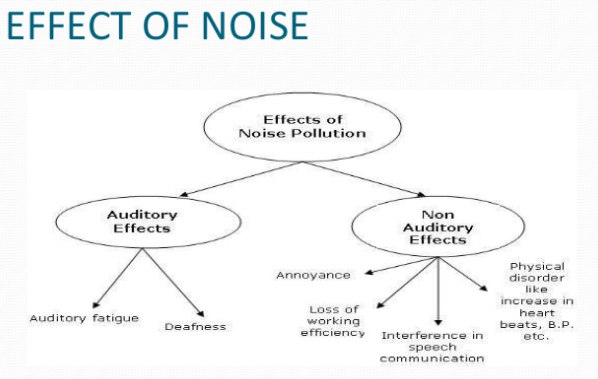 EFFECT OF NOISE
Effects of
Noise Pollution
Auditory
Effects
Non
Auditory
Effects
Auditory fatigue
Deafness
Annoyance
Loss of
working
efficiency
Interference in
speech
communication
Physical
disorder
like
increase in
heart
beats, B.P.
etc.